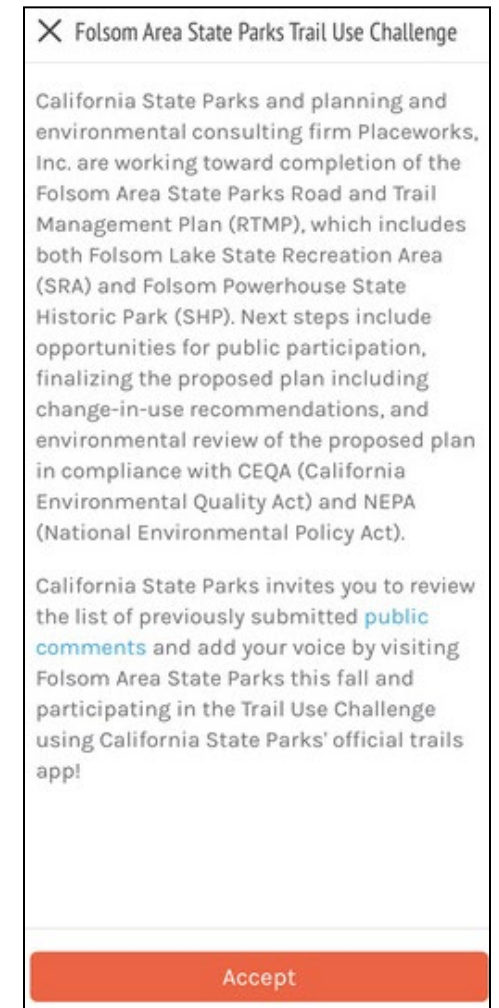 Folsom Area State Parks Trail Use Challenge
California State Parks and planning and
environmental consulting firm Placeworks,
Inc. are working toward completion of the
Folsom Area State Parks Road and Trail
Management Plan (RTMP), which includes
both Folsom Lake State Recreation Area
(SRA) and Folsom Powerhouse State
Historic Park (SHP). Next steps include
opportunities for public participation,
finalizing the proposed plan including
change-in-use recommendations, and
environmental review of the proposed plan
in compliance with CEQA (California
Environmental Quality Act) and NEPA
(National Environmental Policy Act).
California State Parks invites you to review
the list of previously submitted public
comments and add your voice by visiting
Folsom Area State Parks this fall and
participating in the Trail Use Challenge
using California State Parks' official trails
app!
Accept